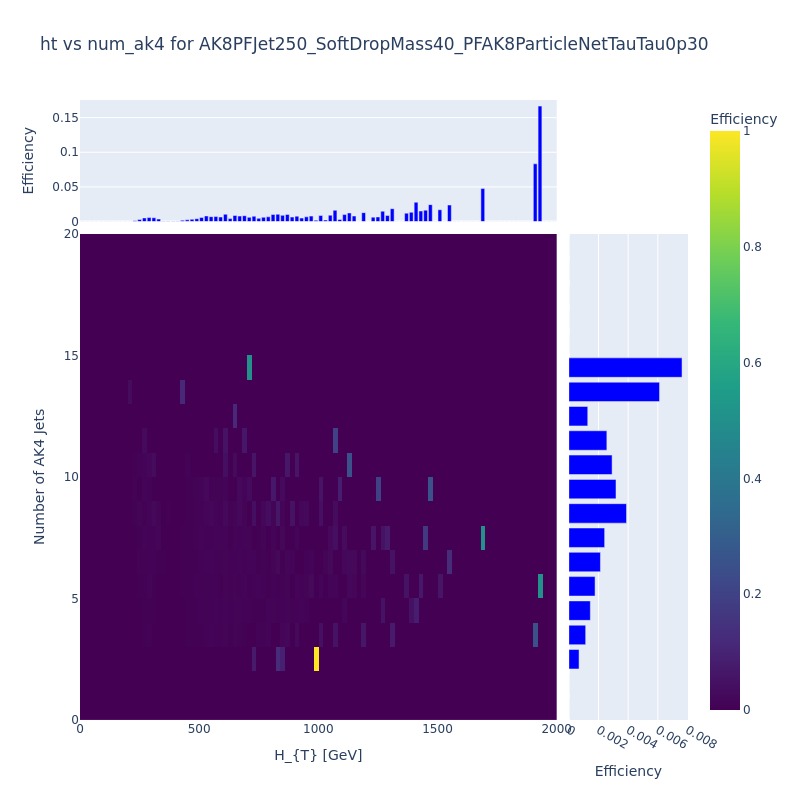 ht vs num_ak4 for AK8PFJet250_SoftDropMass40_PFAK8ParticleNetTauTau0p30
Efficiency
0.15
0.1
0.05
0
Efficiency
1
0.8
0.6
0.4
0.2
0
Number of AK4 Jets
20
15
10
5
0
0 500 1000 1500 2000
H_{T} [GeV]
0 0.002 0.004 0.006 0.008
Efficiency